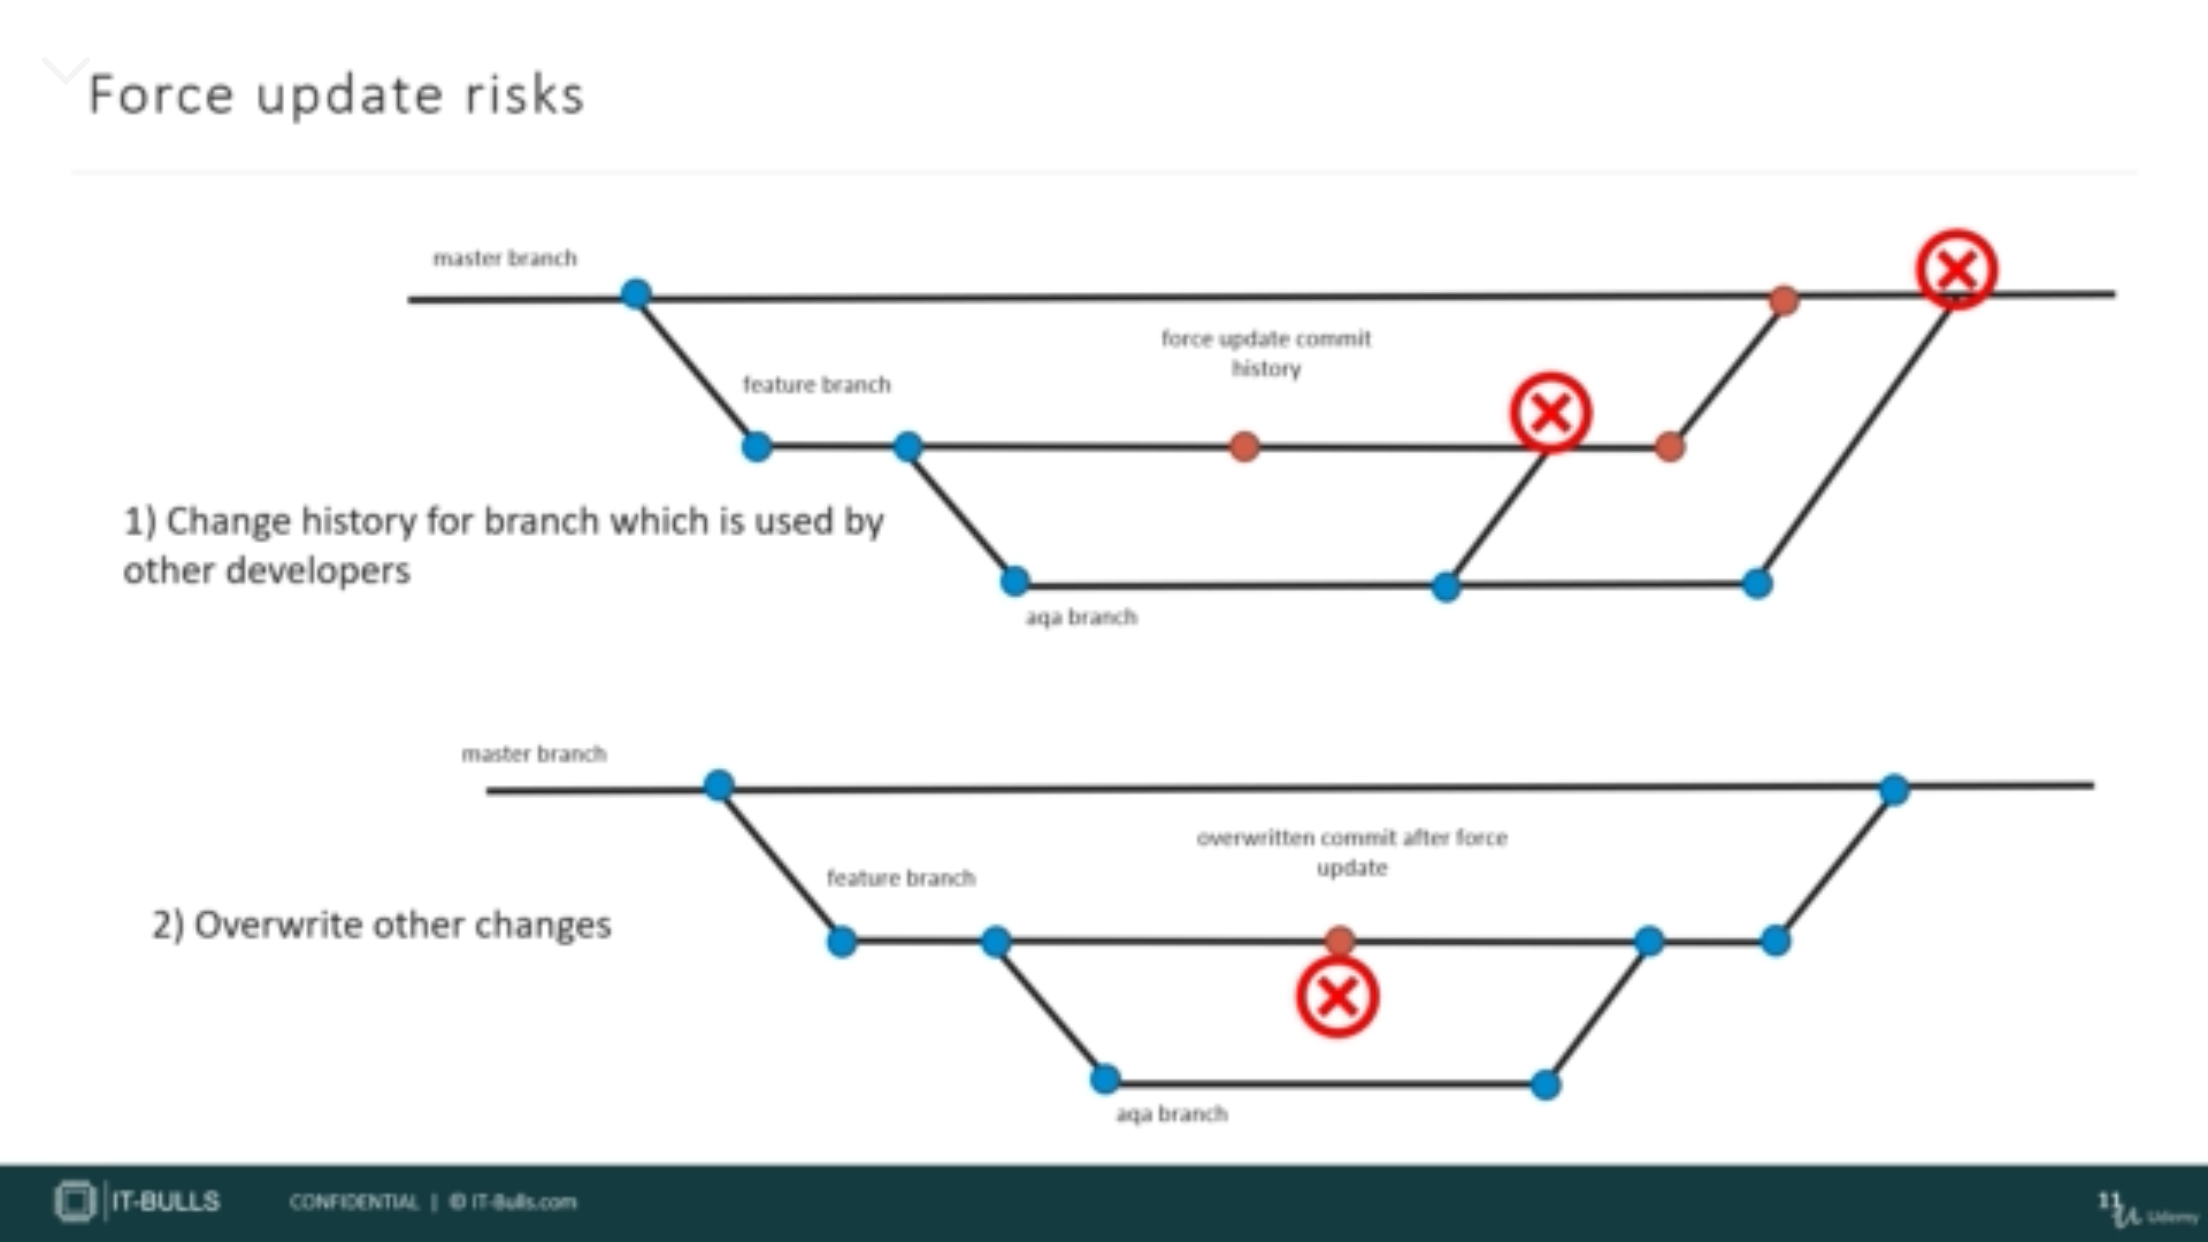 Force update risks
master branch
force update commit
history
feature branch
1) Change history for branch which is used by
other developers
aqa branch
master branch
overwritten commit after force
update
feature branch
2) Overwrite other changes
aqa branch
IT-BULLS
CONFIDENTIAL | © IT-Bulls.com
11
Udemy